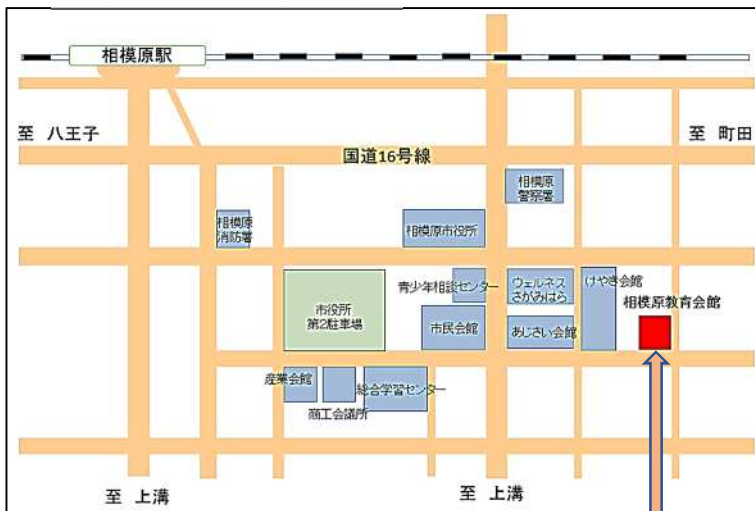 相模原駅
至 八王子
至 町田
国道16号線
相模原
警察署
相模原
消防署
相模原市役所
青少年相談センター
ウェルネス
さがみはら
けやき会館
相模原教育会館
市役所
第2駐車場
市民会館
あじさい会館
産業会館
商工会議所
総合学習センター
至 上溝
至 上溝